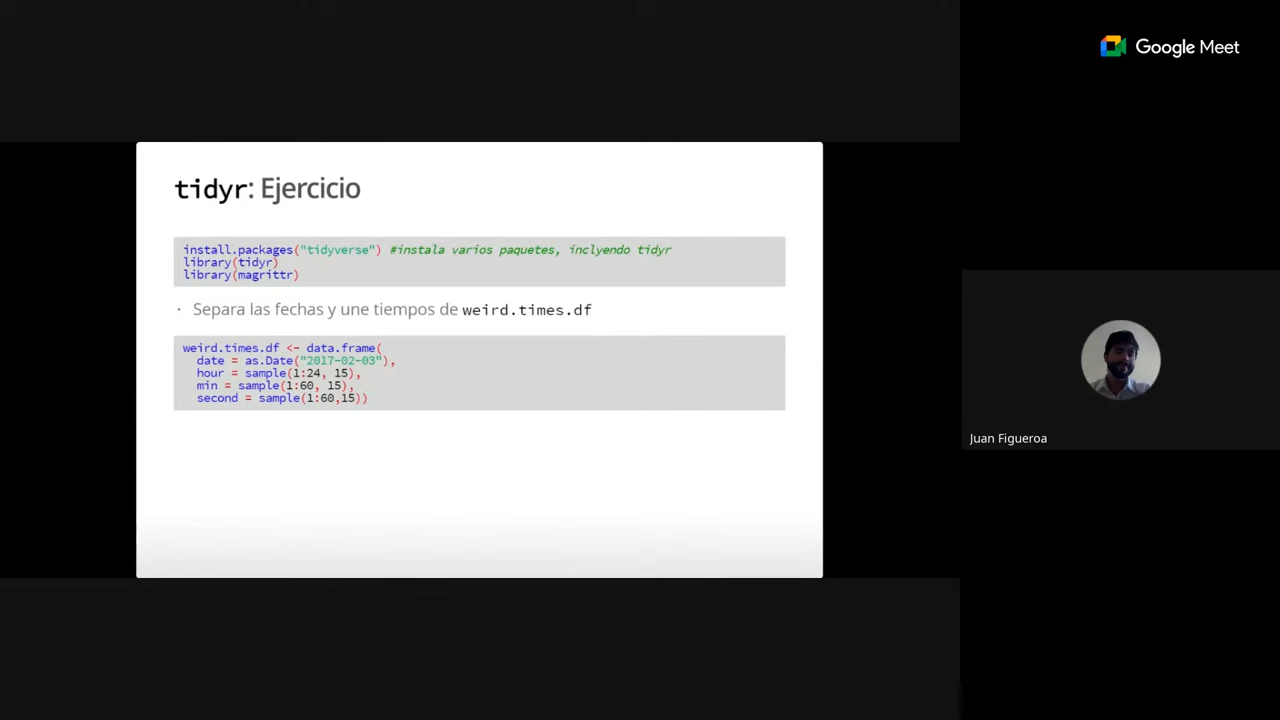 Google Meet
tidyr: Ejercicio
install.packages("tidyverse") #instala varios paquetes, inclyendo tidyr
library(tidyr)
library(magrittr)
· Separa las fechas y une tiempos de weird.times.df
weird.times.df <- data.frame(
date = as.Date("2017-02-03"),
hour = sample(1:24, 15),
min = sample(1:60, 15),
second = sample(1:60,15))
Juan Figueroa